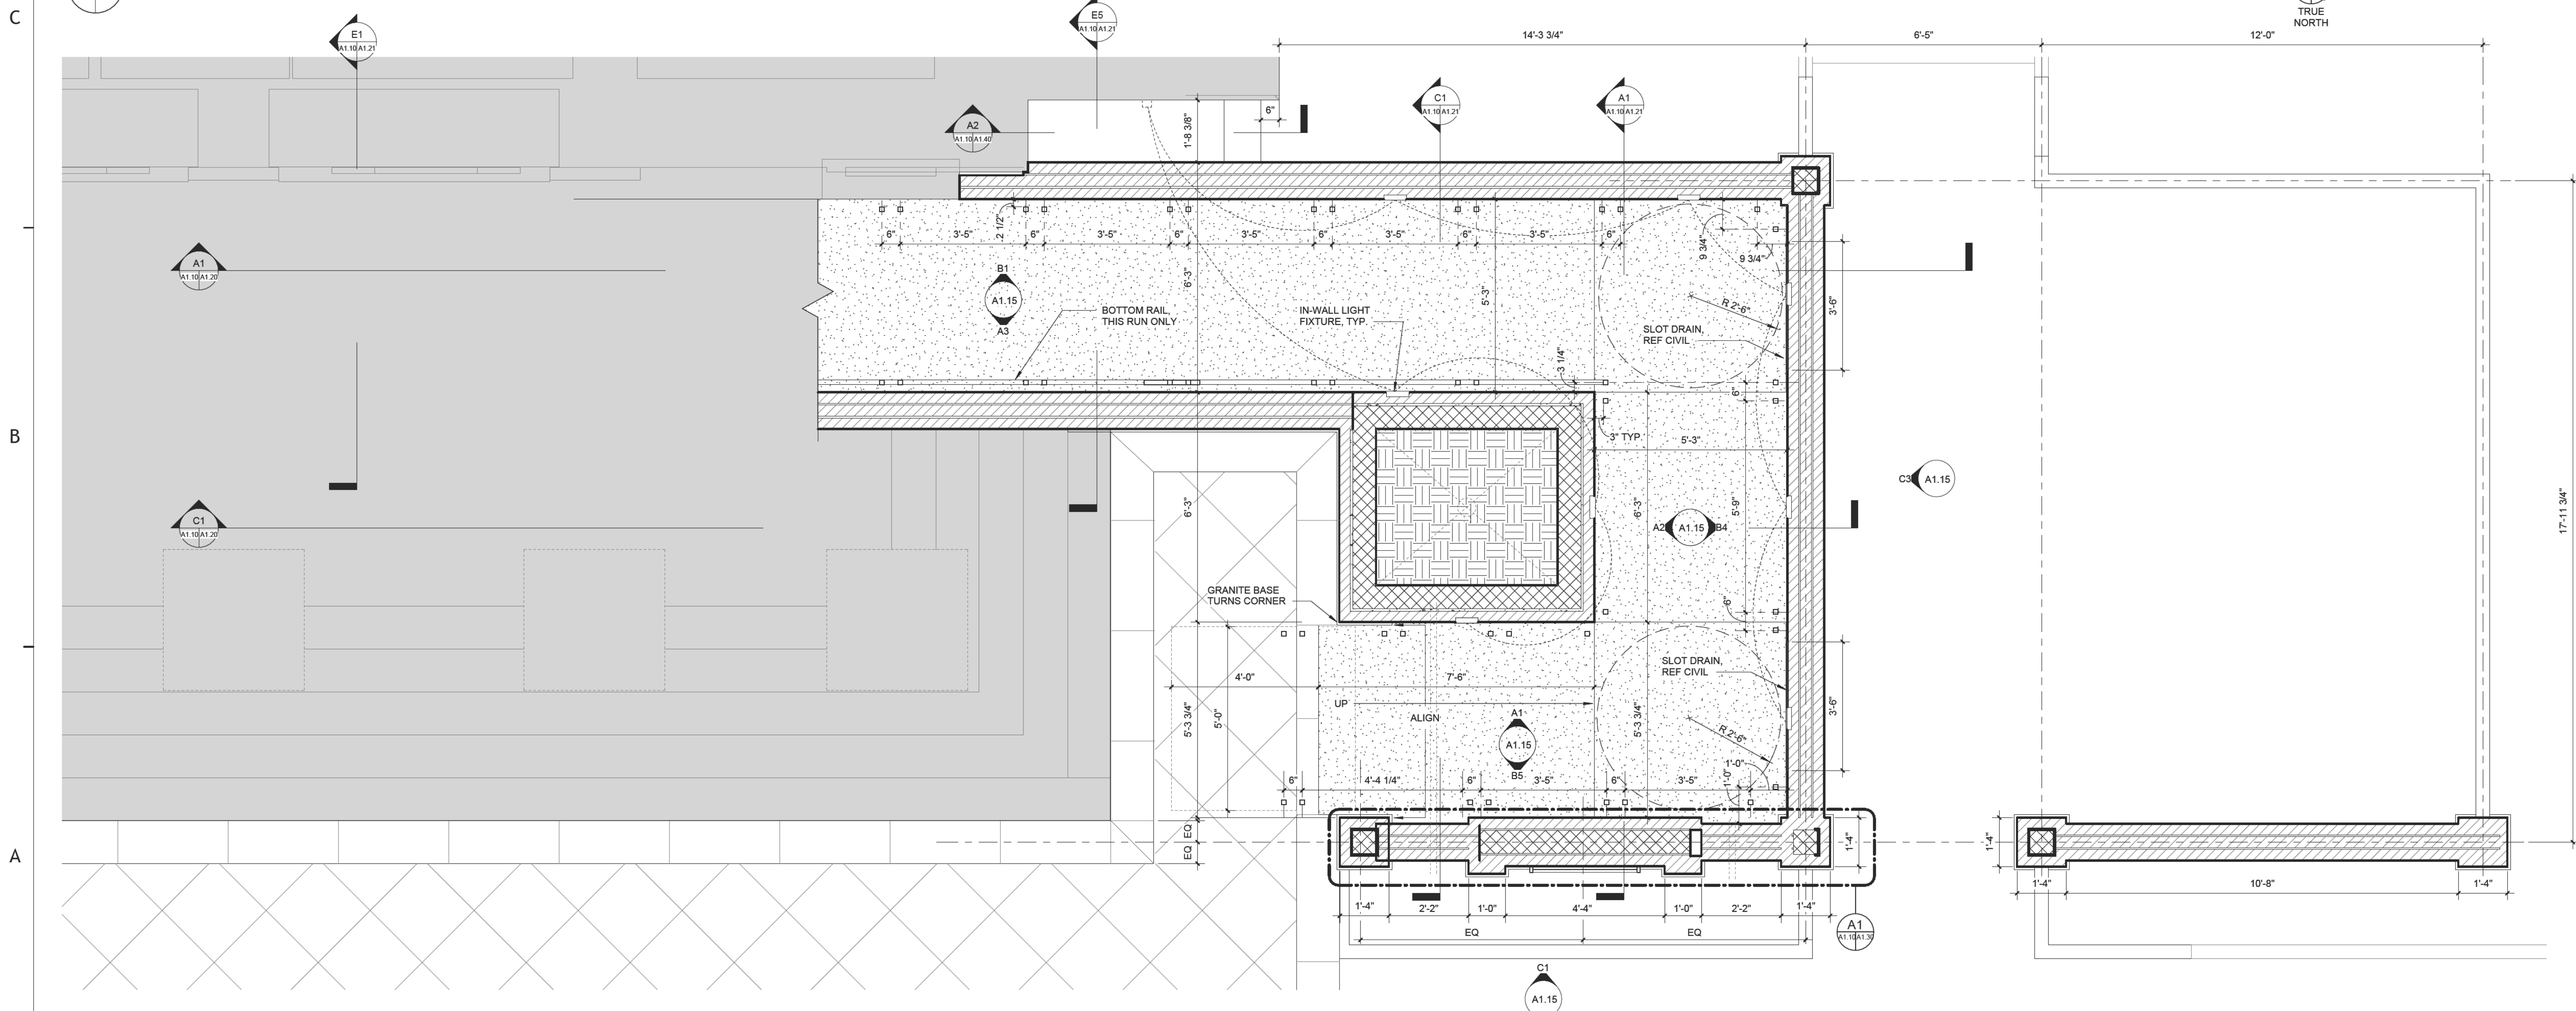 C
E1
A1.10 A1.21
E5
A1.10 A1.21
TRUE
NORTH
14'-3 3/4"
6'-5"
12'-0"
A2
A1.10 A1.40
1'-8 3/8"
6"
C1
A1.10 A1.21
A1
A1.10 A1.21
2 1/2"
6"
3'-5"
6"
3'-5"
6"
3'-5"
6"
3'-5"
6"
3'-5"
6"
9 3/4"
9 3/4"
A1
A1.10 A1.20
B1
A1.15
A3
6'-3"
5'-3"
BOTTOM RAIL,
THIS RUN ONLY
IN-WALL LIGHT
FIXTURE, TYP.
R 2'-6"
SLOT DRAIN,
REF CIVIL
3'-6"
3 1/4"
6"
B
3" TYP.
5'-3"
C3
A1.15
6'-3"
6'-3"
5'-9"
A2
A1.15
B4
17'-11 3/4"
C1
A1.10 A1.20
GRANITE BASE
TURNS CORNER
6"
SLOT DRAIN,
REF CIVIL
4'-0"
7'-6"
5'-3 3/4"
5'-0"
UP
ALIGN
A1
A1.15
B5
5'-3 3/4"
R 2'-6"
3'-6"
1'-0"
1'-0"
6"
4'-4 1/4"
6"
3'-5"
6"
3'-5"
A
EQ
EQ
1'-4"
1'-4"
1'-4"
2'-2"
1'-0"
4'-4"
1'-0"
2'-2"
1'-4"
1'-4"
10'-8"
1'-4"
EQ
EQ
A1
A1.10 A1.30
C1
A1.15